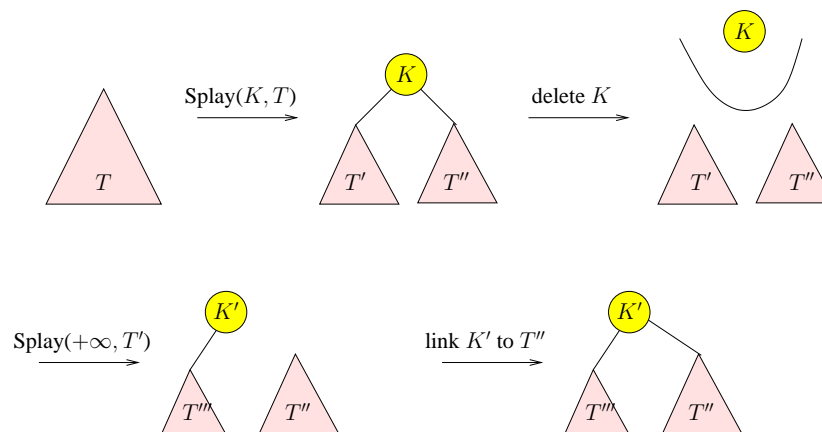 K
Splay(K, T)
K
delete K
T
T′
T″
T′
T″
K′
K′
Splay(+∞, T′)
link K′ to T″
T‴
T″
T‴
T″